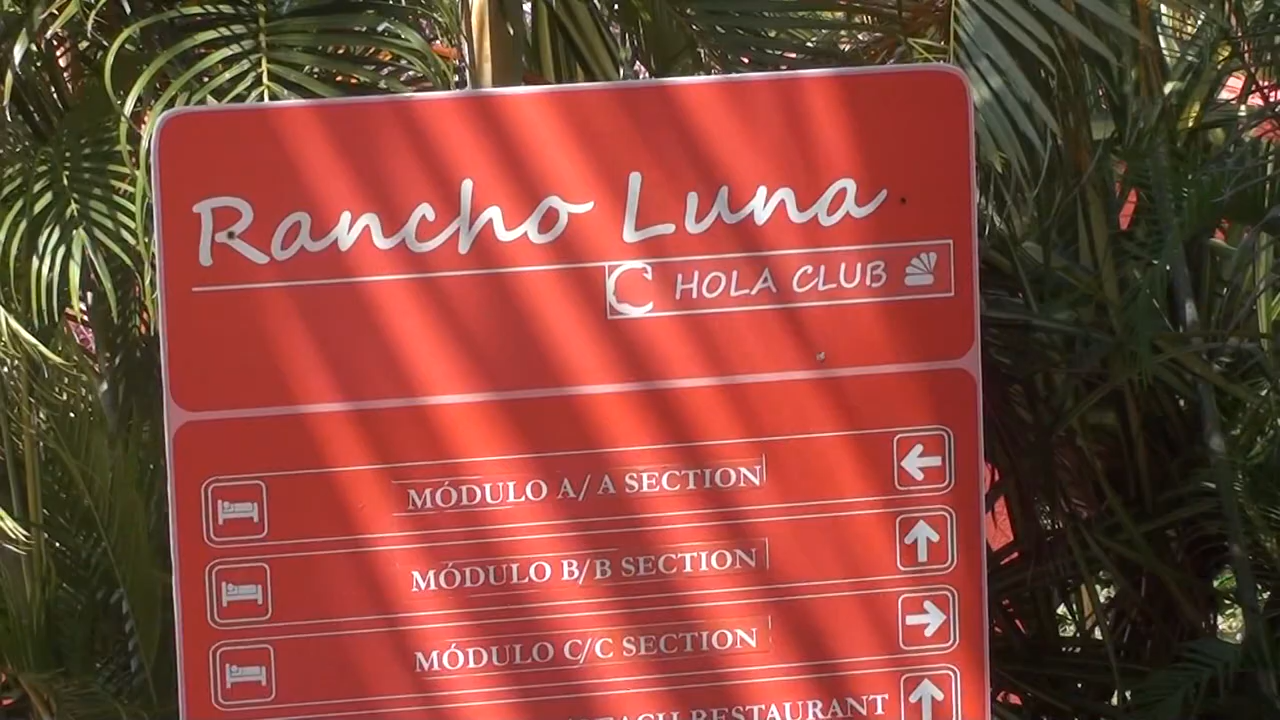 Rancho Luna
HOLA CLUB
MÓDULO A/ A SECTION
MÓDULO B/B SECTION
MÓDULO C/C SECTION
RESTAURANT